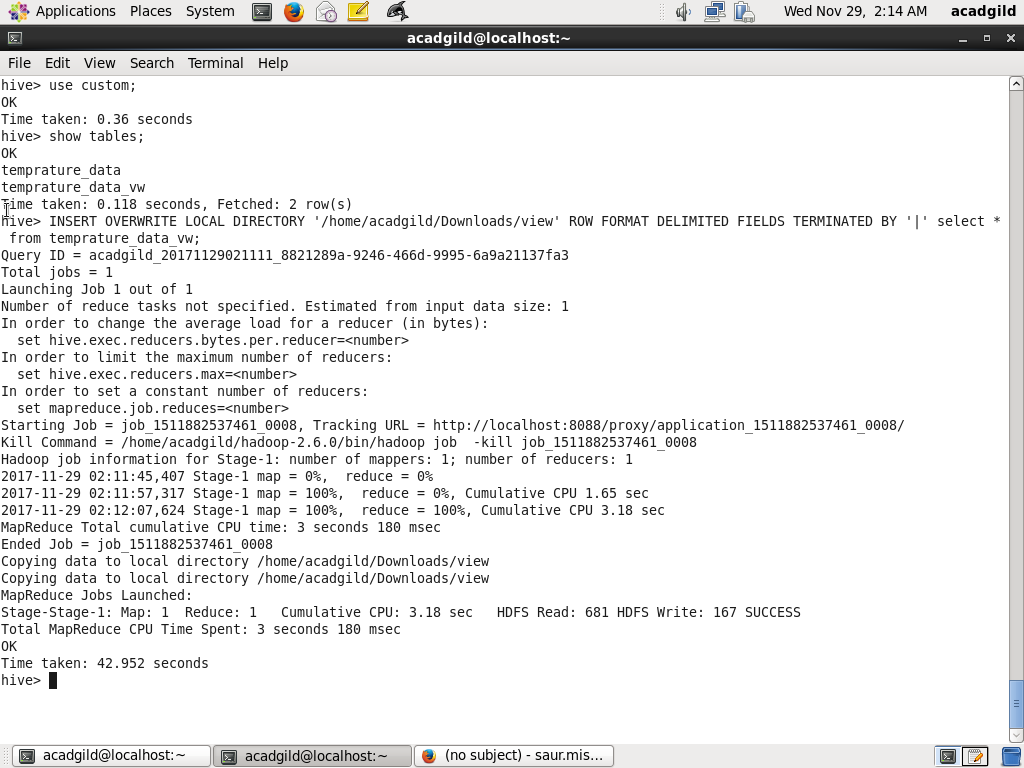 Applications Places System Wed Nov 29, 2:14 AM acadgild
acadgild@localhost:~
File Edit View Search Terminal Help
hive> use custom;
OK
Time taken: 0.36 seconds
hive> show tables;
OK
temprature_data
temprature_data_vw
Time taken: 0.118 seconds, Fetched: 2 row(s)
hive> INSERT OVERWRITE LOCAL DIRECTORY '/home/acadgild/Downloads/view' ROW FORMAT DELIMITED FIELDS TERMINATED BY '|' select *
 from temprature_data_vw;
Query ID = acadgild_20171129021111_8821289a-9246-466d-9995-6a9a21137fa3
Total jobs = 1
Launching Job 1 out of 1
Number of reduce tasks not specified. Estimated from input data size: 1
In order to change the average load for a reducer (in bytes):
  set hive.exec.reducers.bytes.per.reducer=<number>
In order to limit the maximum number of reducers:
  set hive.exec.reducers.max=<number>
In order to set a constant number of reducers:
  set mapreduce.job.reduces=<number>
Starting Job = job_1511882537461_0008, Tracking URL = http://localhost:8088/proxy/application_1511882537461_0008/
Kill Command = /home/acadgild/hadoop-2.6.0/bin/hadoop job  -kill job_1511882537461_0008
Hadoop job information for Stage-1: number of mappers: 1; number of reducers: 1
2017-11-29 02:11:45,407 Stage-1 map = 0%,  reduce = 0%
2017-11-29 02:11:57,317 Stage-1 map = 100%,  reduce = 0%, Cumulative CPU 1.65 sec
2017-11-29 02:12:07,624 Stage-1 map = 100%,  reduce = 100%, Cumulative CPU 3.18 sec
MapReduce Total cumulative CPU time: 3 seconds 180 msec
Ended Job = job_1511882537461_0008
Copying data to local directory /home/acadgild/Downloads/view
Copying data to local directory /home/acadgild/Downloads/view
MapReduce Jobs Launched:
Stage-Stage-1: Map: 1  Reduce: 1   Cumulative CPU: 3.18 sec   HDFS Read: 681 HDFS Write: 167 SUCCESS
Total MapReduce CPU Time Spent: 3 seconds 180 msec
OK
Time taken: 42.952 seconds
hive>
acadgild@localhost:~ acadgild@localhost:~ (no subject) - saur.mis...